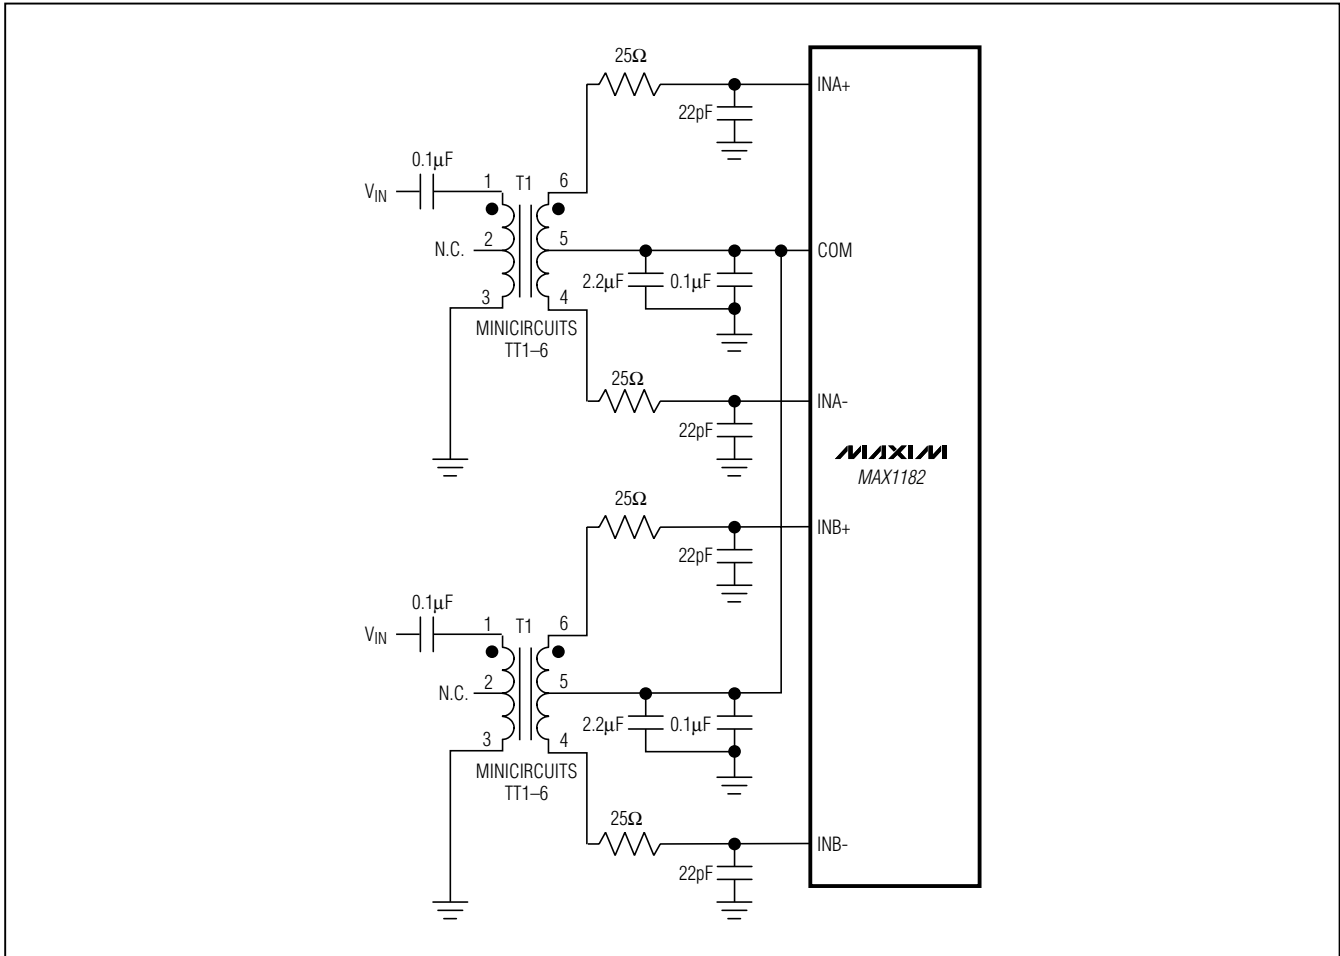 25Ω
INA+
22pF
0.1μF
V_IN
1
T1
6
N.C.
2
5
COM
2.2μF
0.1μF
3
4
MINICIRCUITS
TT1–6
25Ω
INA-
22pF
MAXIM
MAX1182
25Ω
INB+
22pF
0.1μF
V_IN
1
T1
6
N.C.
2
5
2.2μF
0.1μF
3
4
MINICIRCUITS
TT1–6
25Ω
INB-
22pF